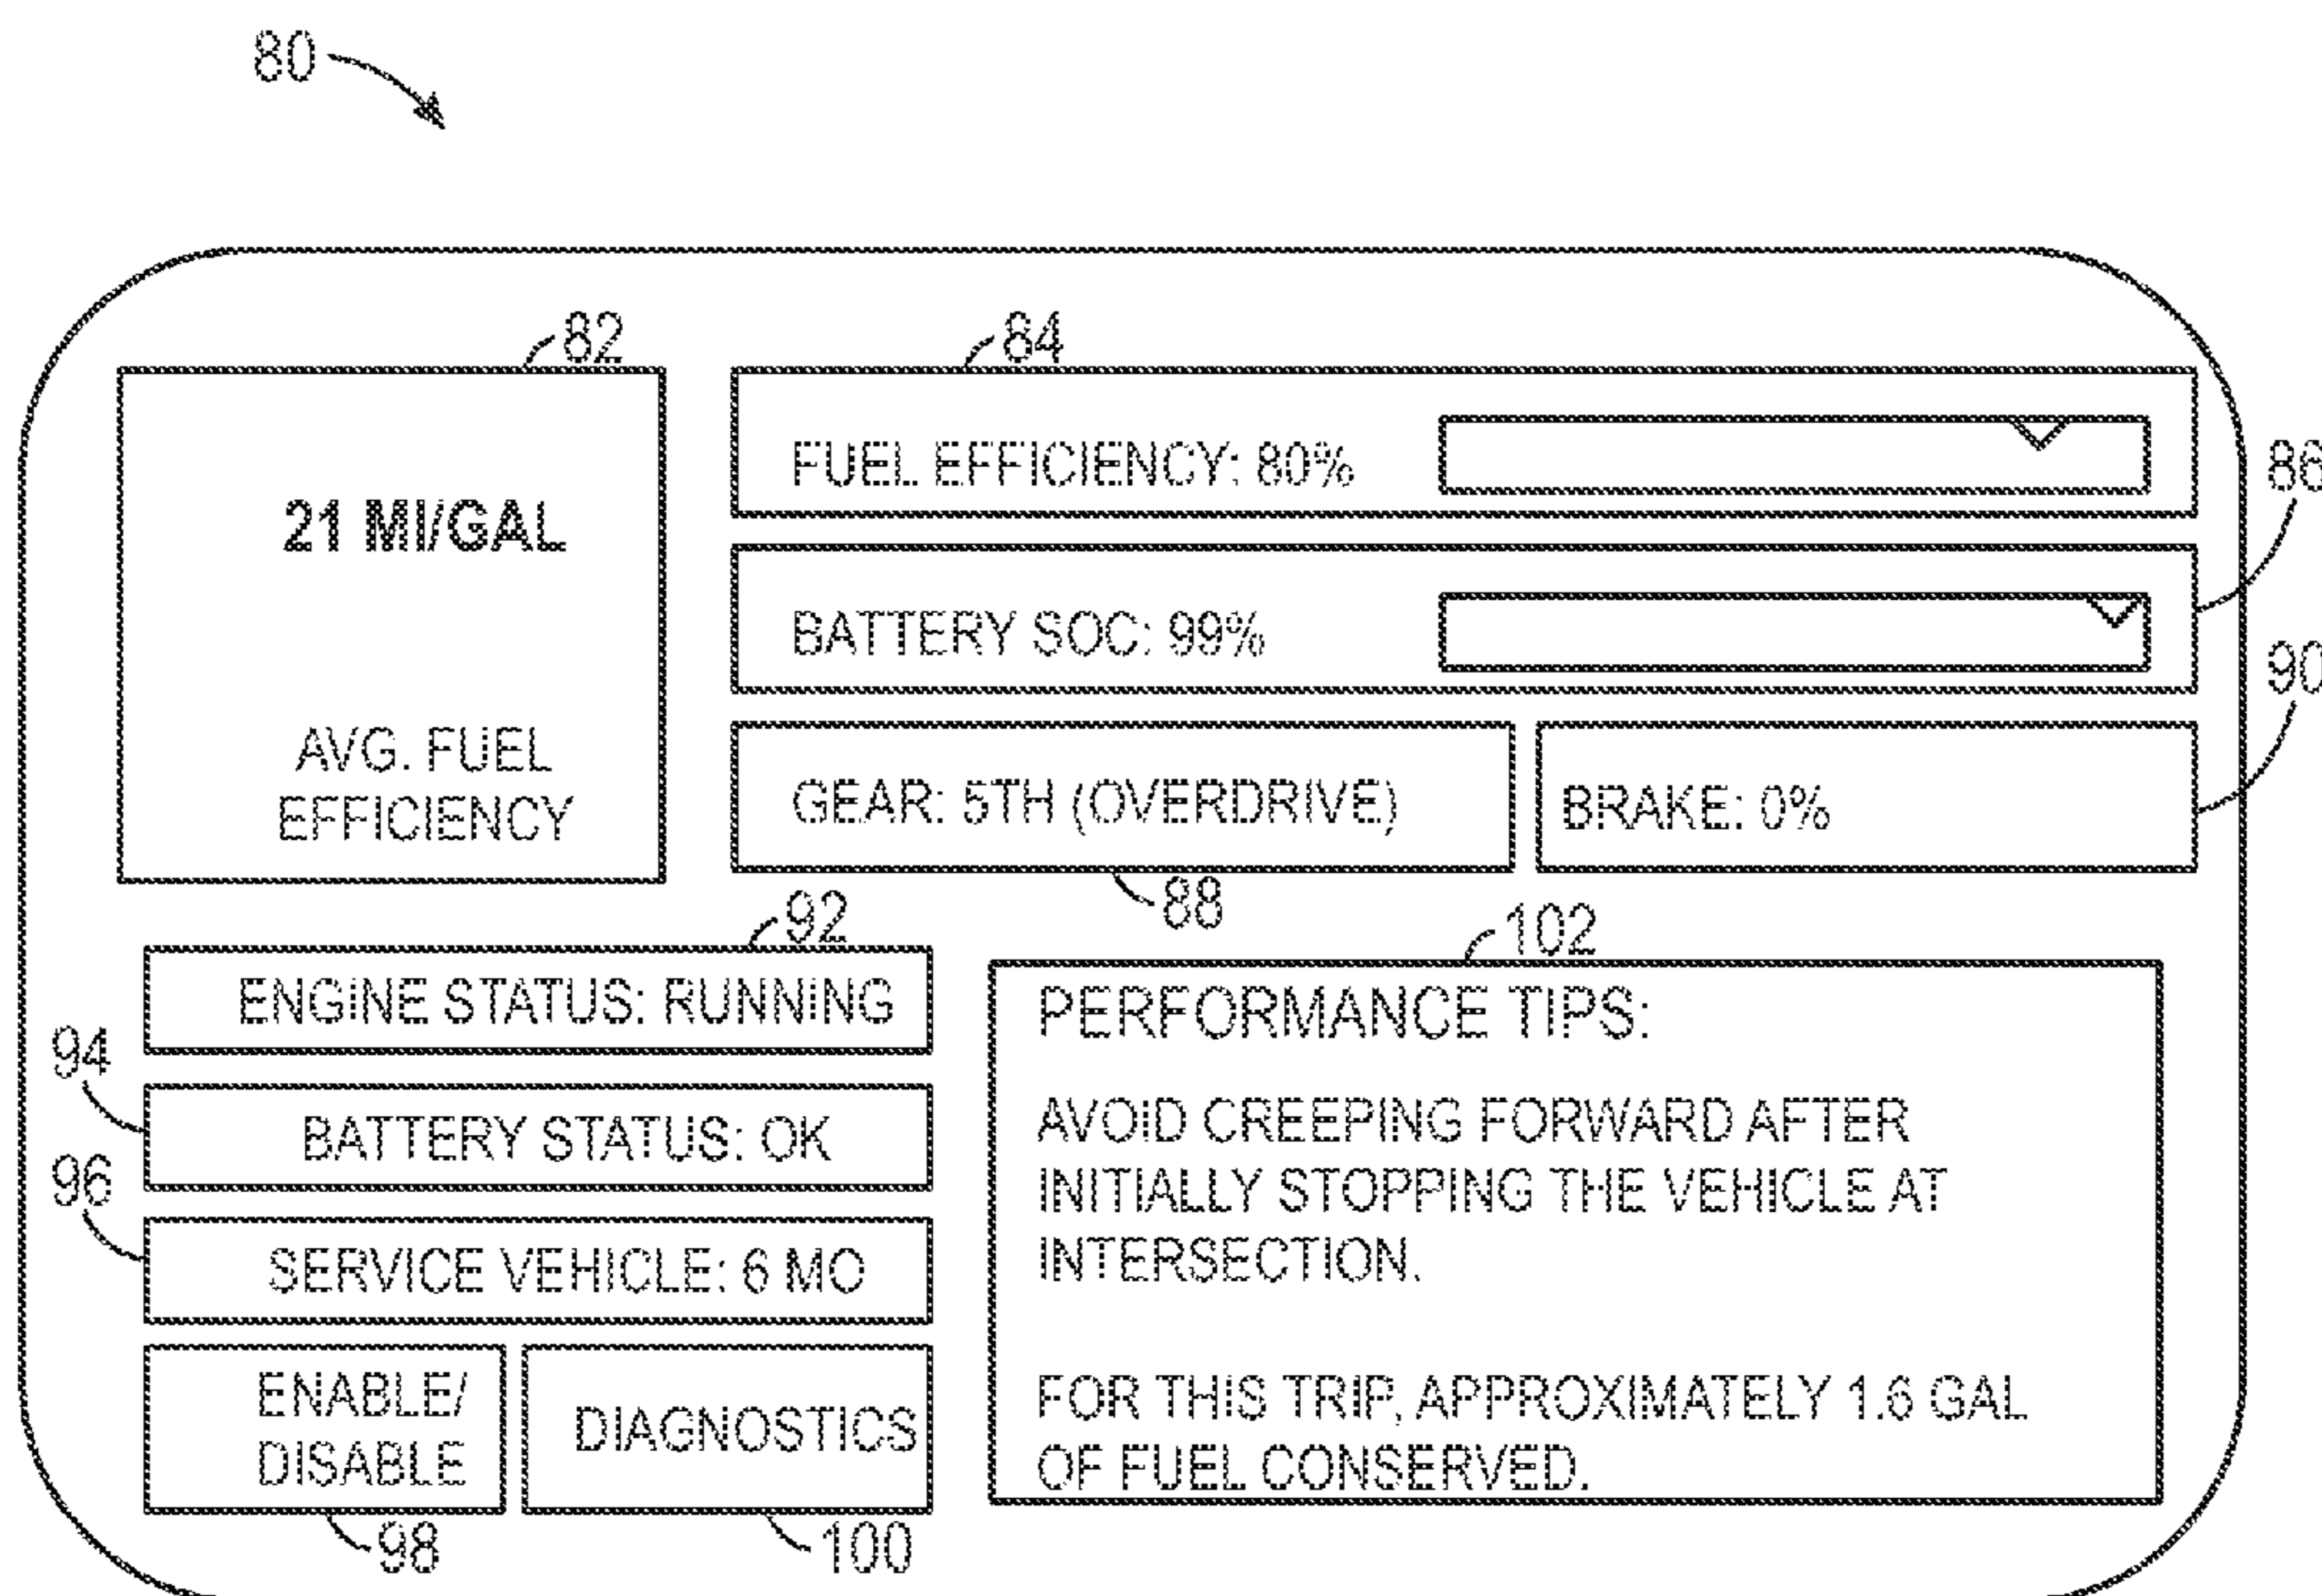 80
82
21 MI/GAL
AVG. FUEL
EFFICIENCY
84
FUEL EFFICIENCY: 80%
86
BATTERY SOC: 99%
90
GEAR: 5TH (OVERDRIVE)
BRAKE: 0%
88
92
ENGINE STATUS: RUNNING
94
BATTERY STATUS: OK
96
SERVICE VEHICLE: 6 MO
ENABLE/
DISABLE
98
DIAGNOSTICS
100
102
PERFORMANCE TIPS:
AVOID CREEPING FORWARD AFTER
INITIALLY STOPPING THE VEHICLE AT
INTERSECTION.
FOR THIS TRIP, APPROXIMATELY 1.6 GAL
OF FUEL CONSERVED.